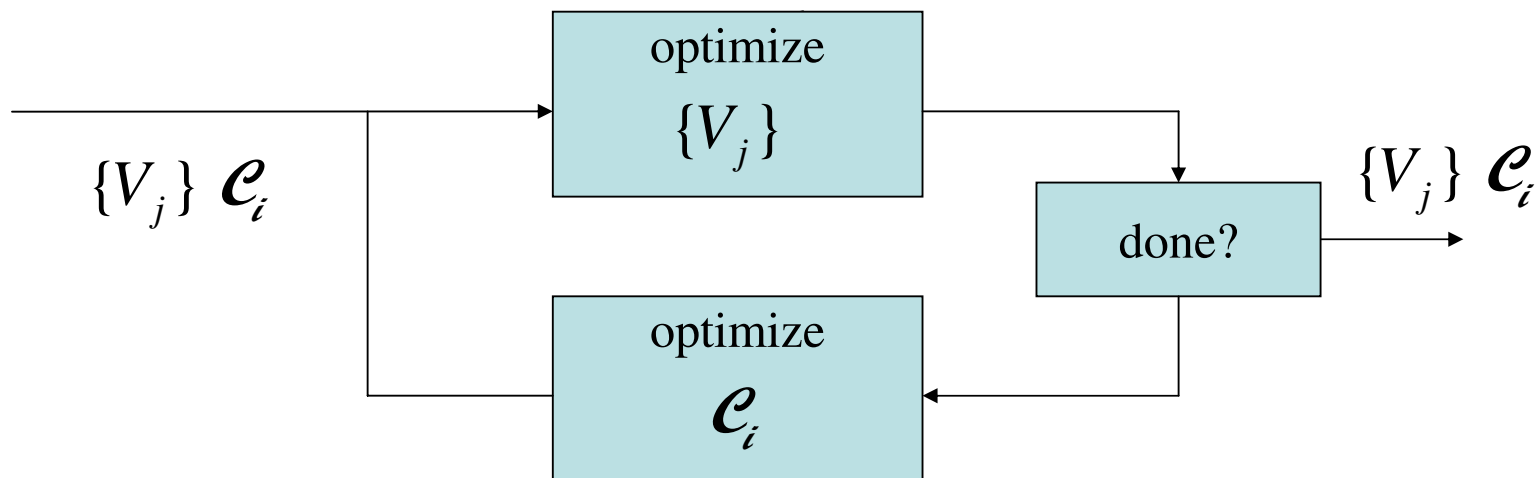 optimize
{V_j}
{V_j} 𝒞_i
done?
{V_j} 𝒞_i
optimize
𝒞_i